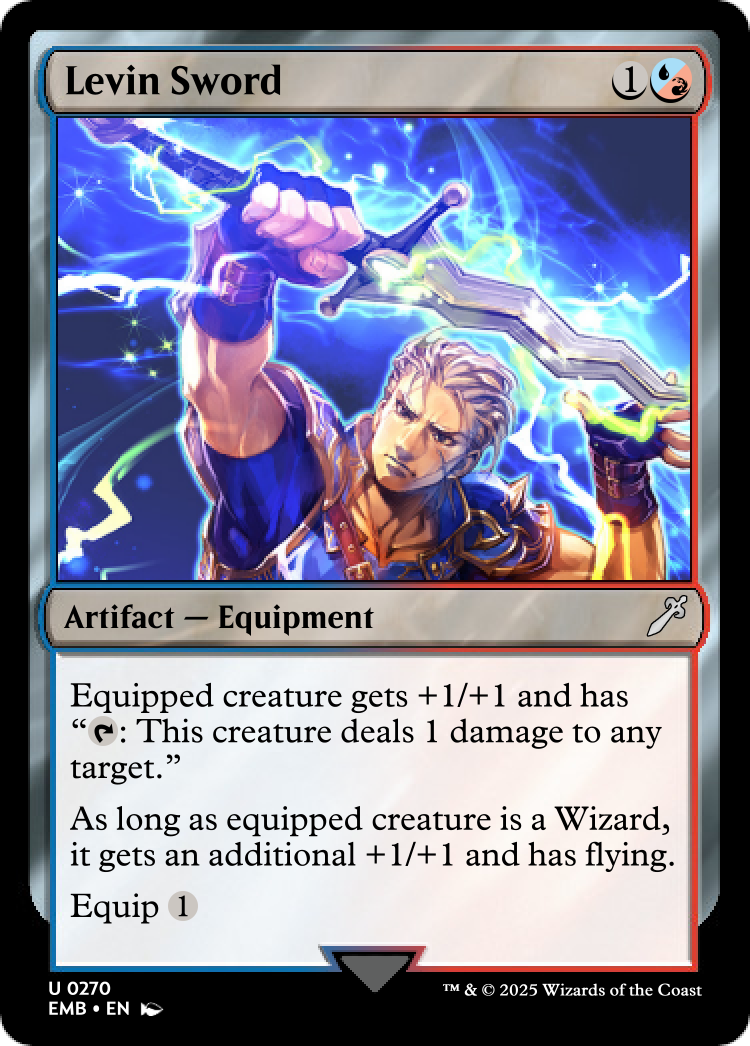 Levin Sword 1
Artifact — Equipment
Equipped creature gets +1/+1 and has
“: This creature deals 1 damage to any
target.”
As long as equipped creature is a Wizard,
it gets an additional +1/+1 and has flying.
Equip 1
U 0270
EMB • EN
™ & © 2025 Wizards of the Coast